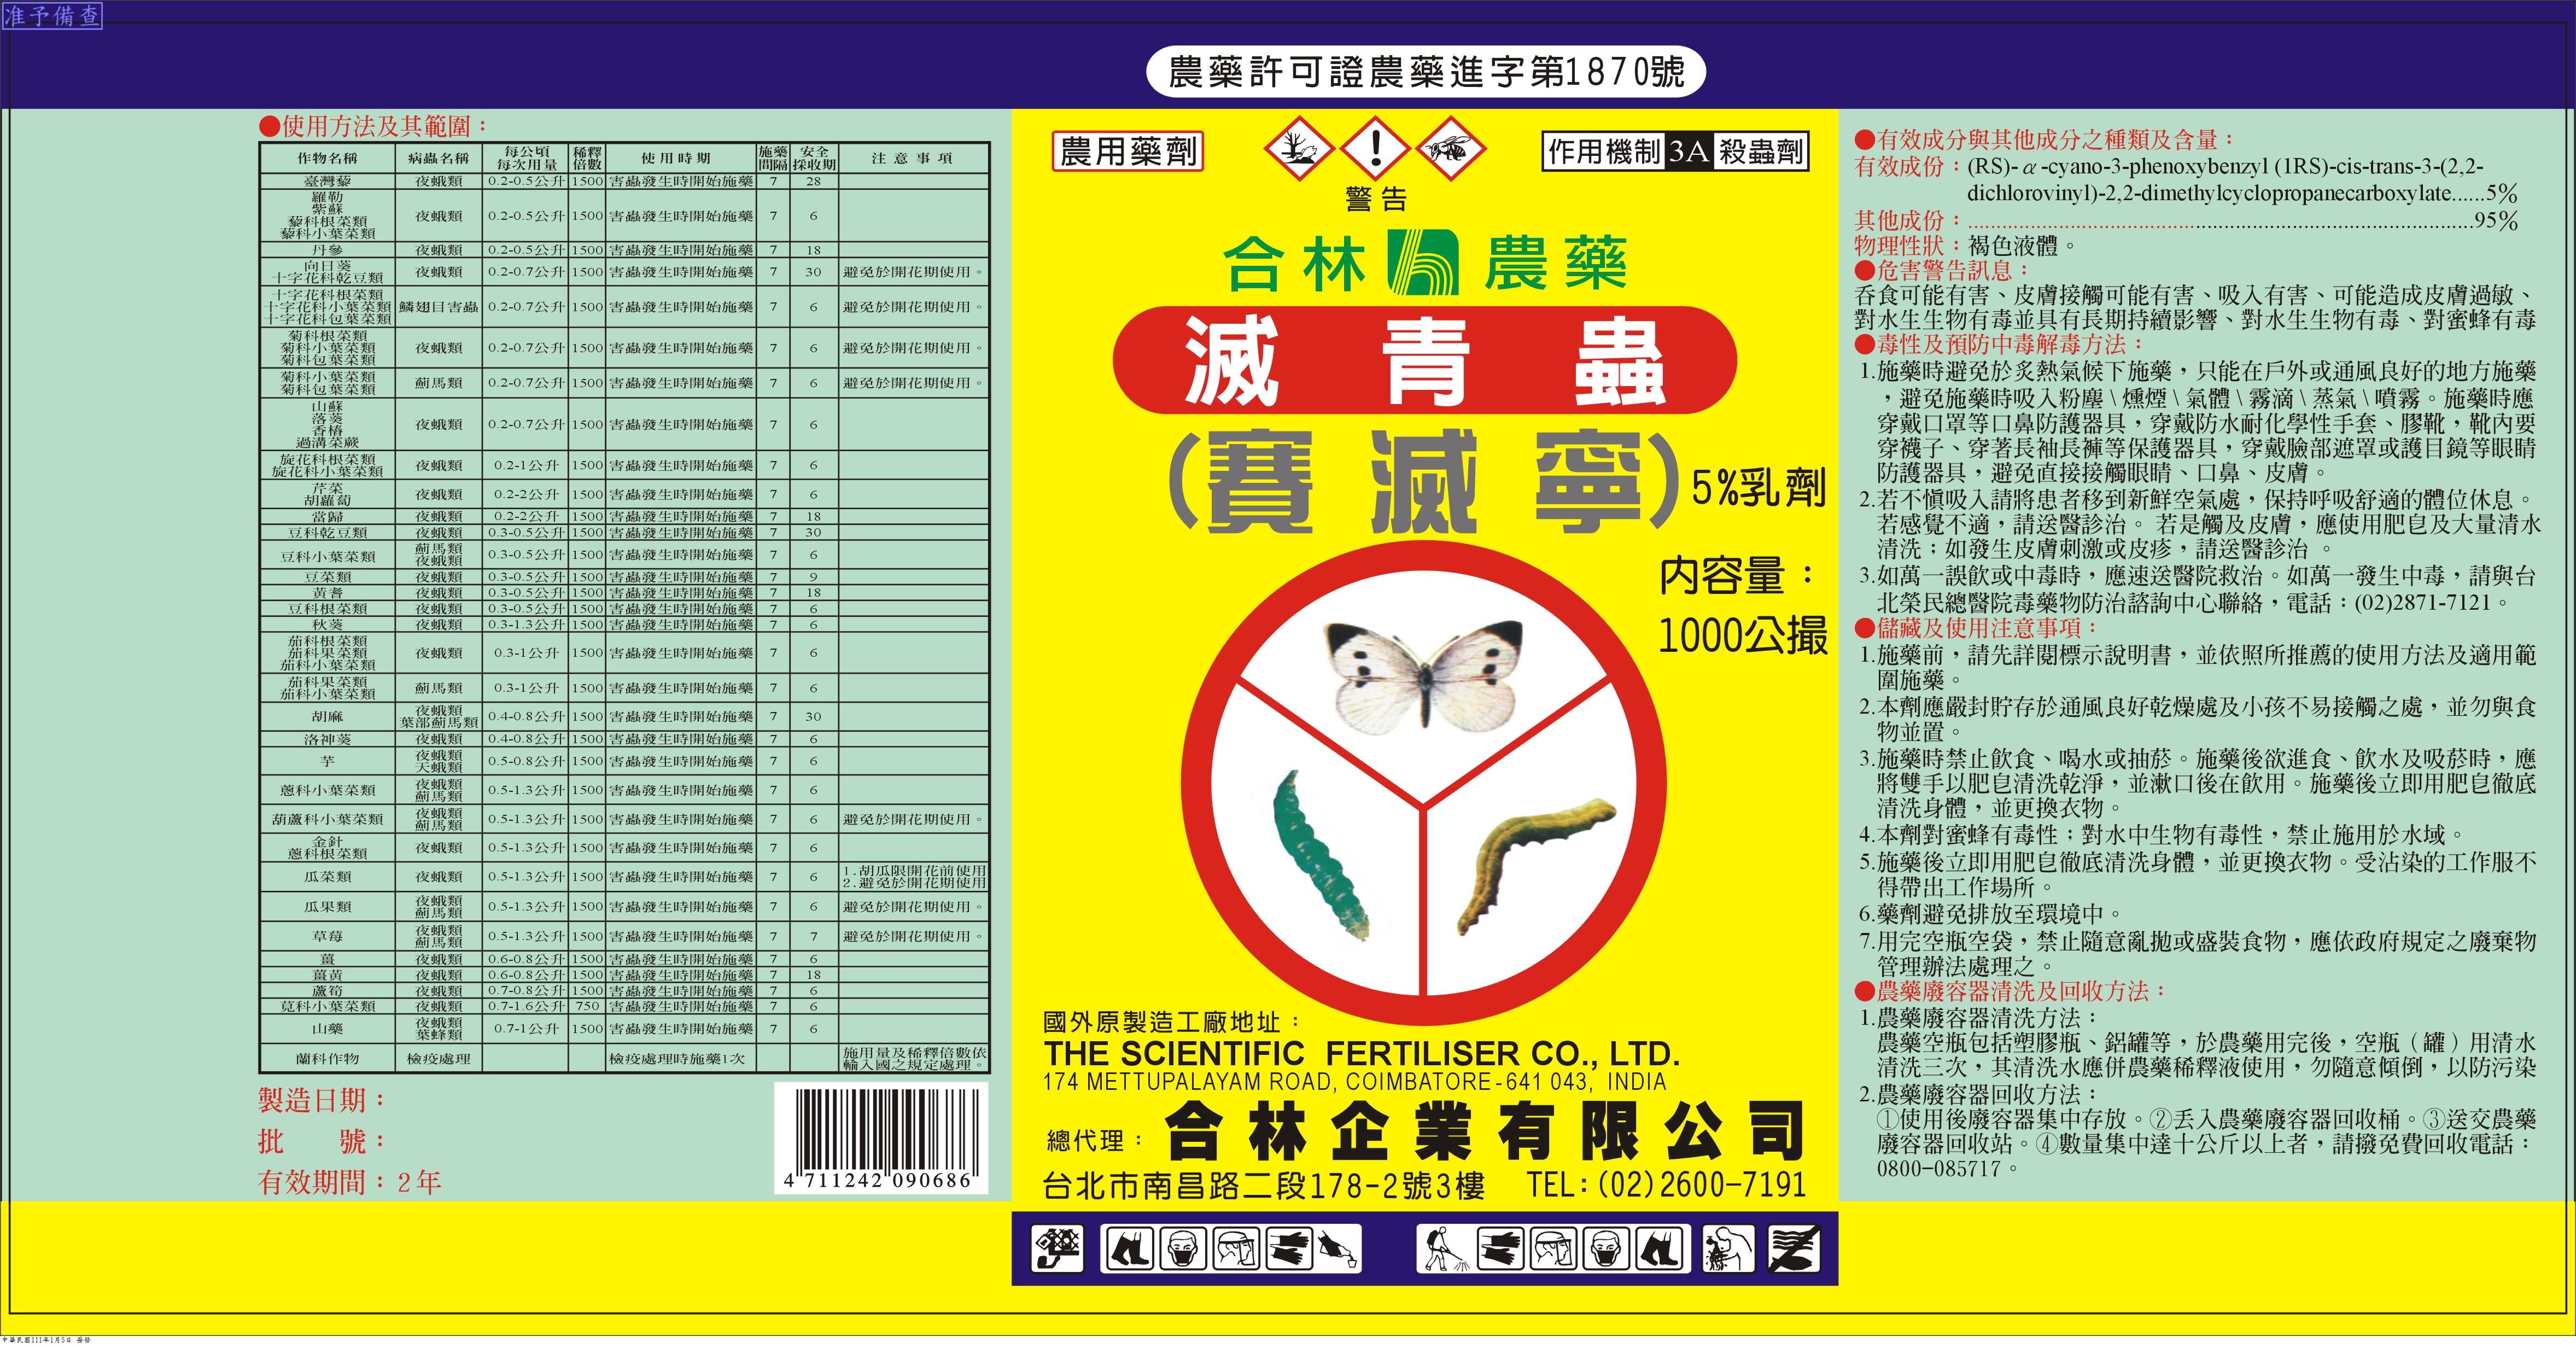 准予備查
農藥許可證農藥進字第1870號
●使用方法及其範圍：
作物名稱 病蟲名稱 每公頃每次用量 稀釋倍數 使用時期 施藥間隔 安全採收期 注意事項
臺灣藜 夜蛾類 0.2-0.5公升 1500 害蟲發生時開始施藥 7 28
羅勒
紫蘇
藜科根菜類
藜科小葉菜類 夜蛾類 0.2-0.5公升 1500 害蟲發生時開始施藥 7 6
丹參 夜蛾類 0.2-0.5公升 1500 害蟲發生時開始施藥 7 18
向日葵
十字花科乾豆類 夜蛾類 0.2-0.7公升 1500 害蟲發生時開始施藥 7 30 避免於開花期使用。
十字花科根菜類
十字花科小葉菜類
十字花科包葉菜類 鱗翅目害蟲 0.2-0.7公升 1500 害蟲發生時開始施藥 7 6 避免於開花期使用。
菊科根菜類
菊科小葉菜類
菊科包葉菜類 夜蛾類 0.2-0.7公升 1500 害蟲發生時開始施藥 7 6 避免於開花期使用。
菊科小葉菜類
菊科包葉菜類 薊馬類 0.2-0.7公升 1500 害蟲發生時開始施藥 7 6 避免於開花期使用。
山蘇
落葵
香椿
過溝菜蕨 夜蛾類 0.2-0.7公升 1500 害蟲發生時開始施藥 7 6
旋花科根菜類
旋花科小葉菜類 夜蛾類 0.2-1公升 1500 害蟲發生時開始施藥 7 6
芹菜
胡蘿蔔 夜蛾類 0.2-2公升 1500 害蟲發生時開始施藥 7 6
當歸 夜蛾類 0.2-2公升 1500 害蟲發生時開始施藥 7 18
豆科乾豆類 夜蛾類 0.3-0.5公升 1500 害蟲發生時開始施藥 7 30
豆科小葉菜類 薊馬類 夜蛾類 0.3-0.5公升 1500 害蟲發生時開始施藥 7 6
豆菜類 夜蛾類 0.3-0.5公升 1500 害蟲發生時開始施藥 7 9
黃耆 夜蛾類 0.3-0.5公升 1500 害蟲發生時開始施藥 7 18
豆科根菜類 夜蛾類 0.3-0.5公升 1500 害蟲發生時開始施藥 7 6
秋葵 夜蛾類 0.3-1.3公升 1500 害蟲發生時開始施藥 7 6
茄科根菜類
茄科果菜類
茄科小葉菜類 夜蛾類 0.3-1公升 1500 害蟲發生時開始施藥 7 6
茄科果菜類
茄科小葉菜類 薊馬類 0.3-1公升 1500 害蟲發生時開始施藥 7 6
胡麻 夜蛾類 葉部薊馬類 0.4-0.8公升 1500 害蟲發生時開始施藥 7 30
洛神葵 夜蛾類 0.4-0.8公升 1500 害蟲發生時開始施藥 7 6
芋 夜蛾類 天蛾類 0.5-0.8公升 1500 害蟲發生時開始施藥 7 6
蔥科小葉菜類 夜蛾類 薊馬類 0.5-1.3公升 1500 害蟲發生時開始施藥 7 6
葫蘆科小葉菜類 夜蛾類 薊馬類 0.5-1.3公升 1500 害蟲發生時開始施藥 7 6 避免於開花期使用。
金針
蔥科根菜類 夜蛾類 0.5-1.3公升 1500 害蟲發生時開始施藥 7 6
瓜菜類 夜蛾類 0.5-1.3公升 1500 害蟲發生時開始施藥 7 6 1.胡瓜限開花前使用
2.避免於開花期使用
瓜果類 夜蛾類 薊馬類 0.5-1.3公升 1500 害蟲發生時開始施藥 7 6 避免於開花期使用。
草莓 夜蛾類 薊馬類 0.5-1.3公升 1500 害蟲發生時開始施藥 7 7 避免於開花期使用。
薑 夜蛾類 0.6-0.8公升 1500 害蟲發生時開始施藥 7 6
薑黃 夜蛾類 0.6-0.8公升 1500 害蟲發生時開始施藥 7 18
蘆筍 夜蛾類 0.7-0.8公升 1500 害蟲發生時開始施藥 7 6
莧科小葉菜類 夜蛾類 0.7-1.6公升 750 害蟲發生時開始施藥 7 6
山藥 夜蛾類 葉蜂類 0.7-1公升 1500 害蟲發生時開始施藥 7 6
蘭科作物 檢疫處理 檢疫處理時施藥1次 施用量及稀釋倍數依
輸入國之規定處理。
製造日期：
批　　號：
有效期間：2年
4 711242 090686
農用藥劑
警告
作用機制 3A 殺蟲劑
合林 農藥
滅青蟲
(賽滅寧) 5%乳劑
內容量：
1000公撮
國外原製造工廠地址：
THE SCIENTIFIC FERTILISER CO., LTD.
174 METTUPALAYAM ROAD, COIMBATORE-641 043, INDIA
總代理：合林企業有限公司
台北市南昌路二段178-2號3樓 TEL:(02)2600-7191
●有效成分與其他成分之種類及含量：
有效成份：(RS)-α-cyano-3-phenoxybenzyl (1RS)-cis-trans-3-(2,2-
dichlorovinyl)-2,2-dimethylcyclopropanecarboxylate......5%
其他成份：..........................................................................................95%
物理性狀：褐色液體。
●危害警告訊息：
吞食可能有害、皮膚接觸可能有害、吸入有害、可能造成皮膚過敏、
對水生生物有毒並具有長期持續影響、對水生生物有毒、對蜜蜂有毒
●毒性及預防中毒解毒方法：
1.施藥時避免於炙熱氣候下施藥，只能在戶外或通風良好的地方施藥
，避免施藥時吸入粉塵\燻煙\氣體\霧滴\蒸氣\噴霧。施藥時應
穿戴口罩等口鼻防護器具，穿戴防水耐化學性手套、膠靴，靴內要
穿襪子、穿著長袖長褲等保護器具，穿戴臉部遮罩或護目鏡等眼睛
防護器具，避免直接接觸眼睛、口鼻、皮膚。
2.若不慎吸入請將患者移到新鮮空氣處，保持呼吸舒適的體位休息。
若感覺不適，請送醫診治。 若是觸及皮膚，應使用肥皂及大量清水
清洗；如發生皮膚刺激或皮疹，請送醫診治 。
3.如萬一誤飲或中毒時，應速送醫院救治。如萬一發生中毒，請與台
北榮民總醫院毒藥物防治諮詢中心聯絡，電話：(02)2871-7121。
●儲藏及使用注意事項：
1.施藥前，請先詳閱標示說明書，並依照所推薦的使用方法及適用範
圍施藥。
2.本劑應嚴封貯存於通風良好乾燥處及小孩不易接觸之處，並勿與食
物並置。
3.施藥時禁止飲食、喝水或抽菸。施藥後欲進食、飲水及吸菸時，應
將雙手以肥皂清洗乾淨，並漱口後在飲用。施藥後立即用肥皂徹底
清洗身體，並更換衣物。
4.本劑對蜜蜂有毒性；對水中生物有毒性，禁止施用於水域。
5.施藥後立即用肥皂徹底清洗身體，並更換衣物。受沾染的工作服不
得帶出工作場所。
6.藥劑避免排放至環境中。
7.用完空瓶空袋，禁止隨意亂拋或盛裝食物，應依政府規定之廢棄物
管理辦法處理之。
●農藥廢容器清洗及回收方法：
1.農藥廢容器清洗方法：
農藥空瓶包括塑膠瓶、鋁罐等，於農藥用完後，空瓶（罐）用清水
清洗三次，其清洗水應併農藥稀釋液使用，勿隨意傾倒，以防污染
2.農藥廢容器回收方法：
①使用後廢容器集中存放。②丟入農藥廢容器回收桶。③送交農藥
廢容器回收站。④數量集中達十公斤以上者，請撥免費回收電話：
0800-085717。
中華民國111年1月5日 簽發